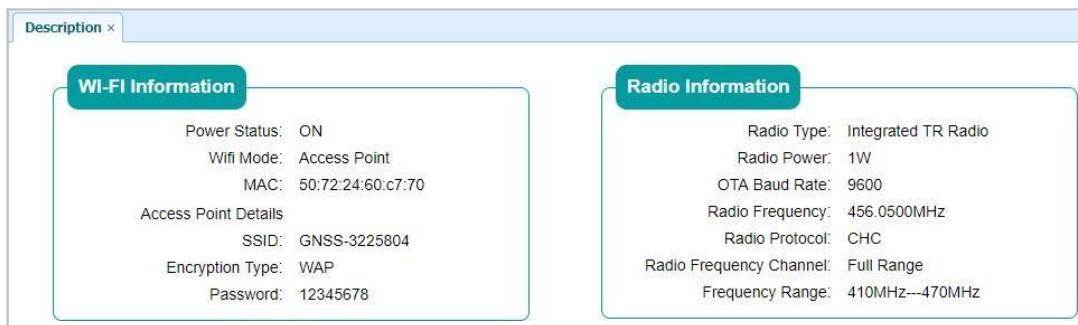 Description ×
WI-FI Information
Power Status: ON
Wifi Mode: Access Point
MAC: 50:72:24:60:c7:70
Access Point Details
SSID: GNSS-3225804
Encryption Type: WAP
Password: 12345678
Radio Information
Radio Type: Integrated TR Radio
Radio Power: 1W
OTA Baud Rate: 9600
Radio Frequency: 456.0500MHz
Radio Protocol: CHC
Radio Frequency Channel: Full Range
Frequency Range: 410MHz---470MHz